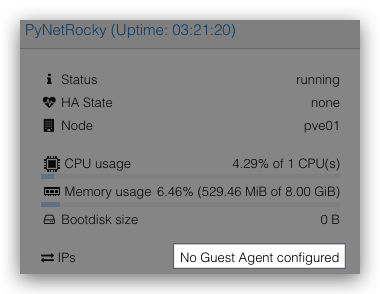 PyNetRocky (Uptime: 03:21:20)
Status running
HA State none
Node pve01
CPU usage 4.29% of 1 CPU(s)
Memory usage 6.46% (529.46 MiB of 8.00 GiB)
Bootdisk size 0 B
IPs No Guest Agent configured